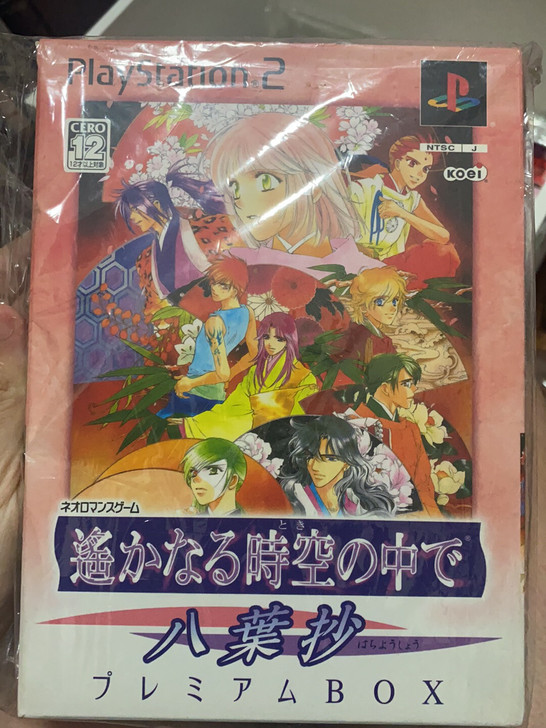 PlayStation.2
CERO
12
12才以上対象
NTSC J
KOEI
ネオロマンスゲーム
とき
遙かなる時空の中で
八葉抄
はちようしょう
プレミアムBOX